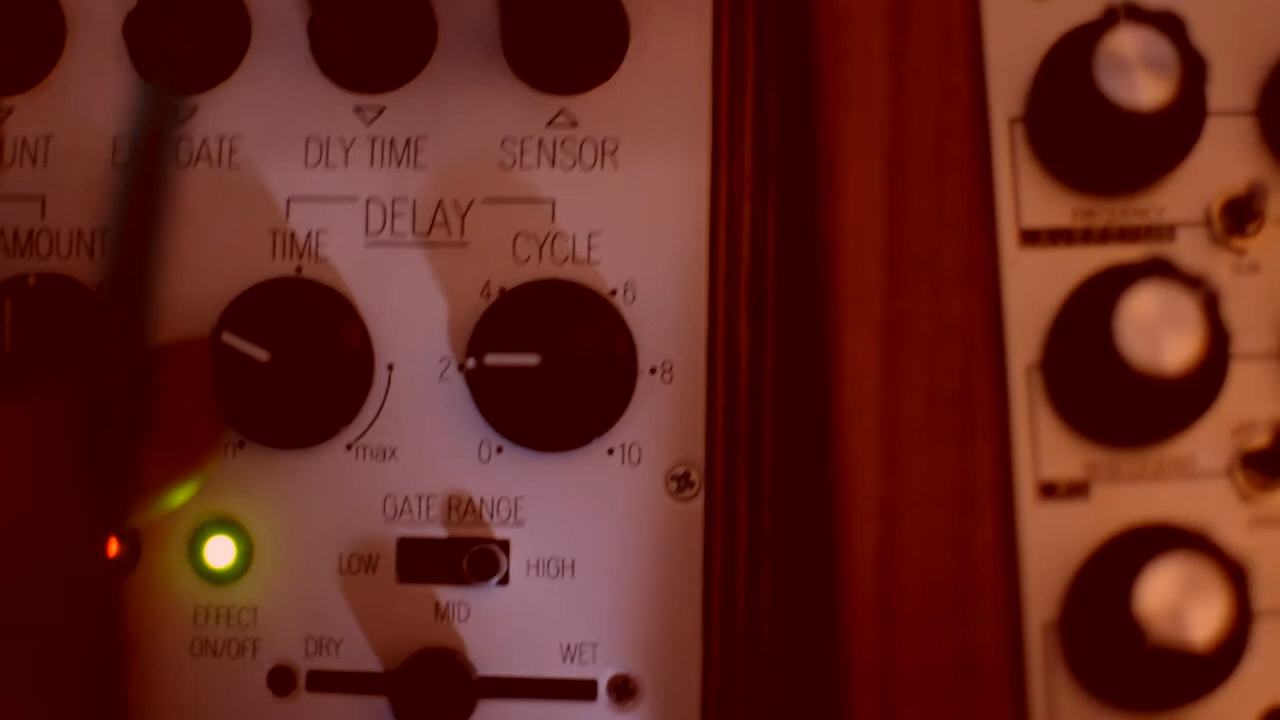 UNT
GATE
DLY TIME
SENSOR
DELAY
AMOUNT
TIME
CYCLE
4
6
2
8
n
max
0
10
GATE RANGE
LOW
HIGH
MID
EFFECT
ON/OFF
DRY
WET